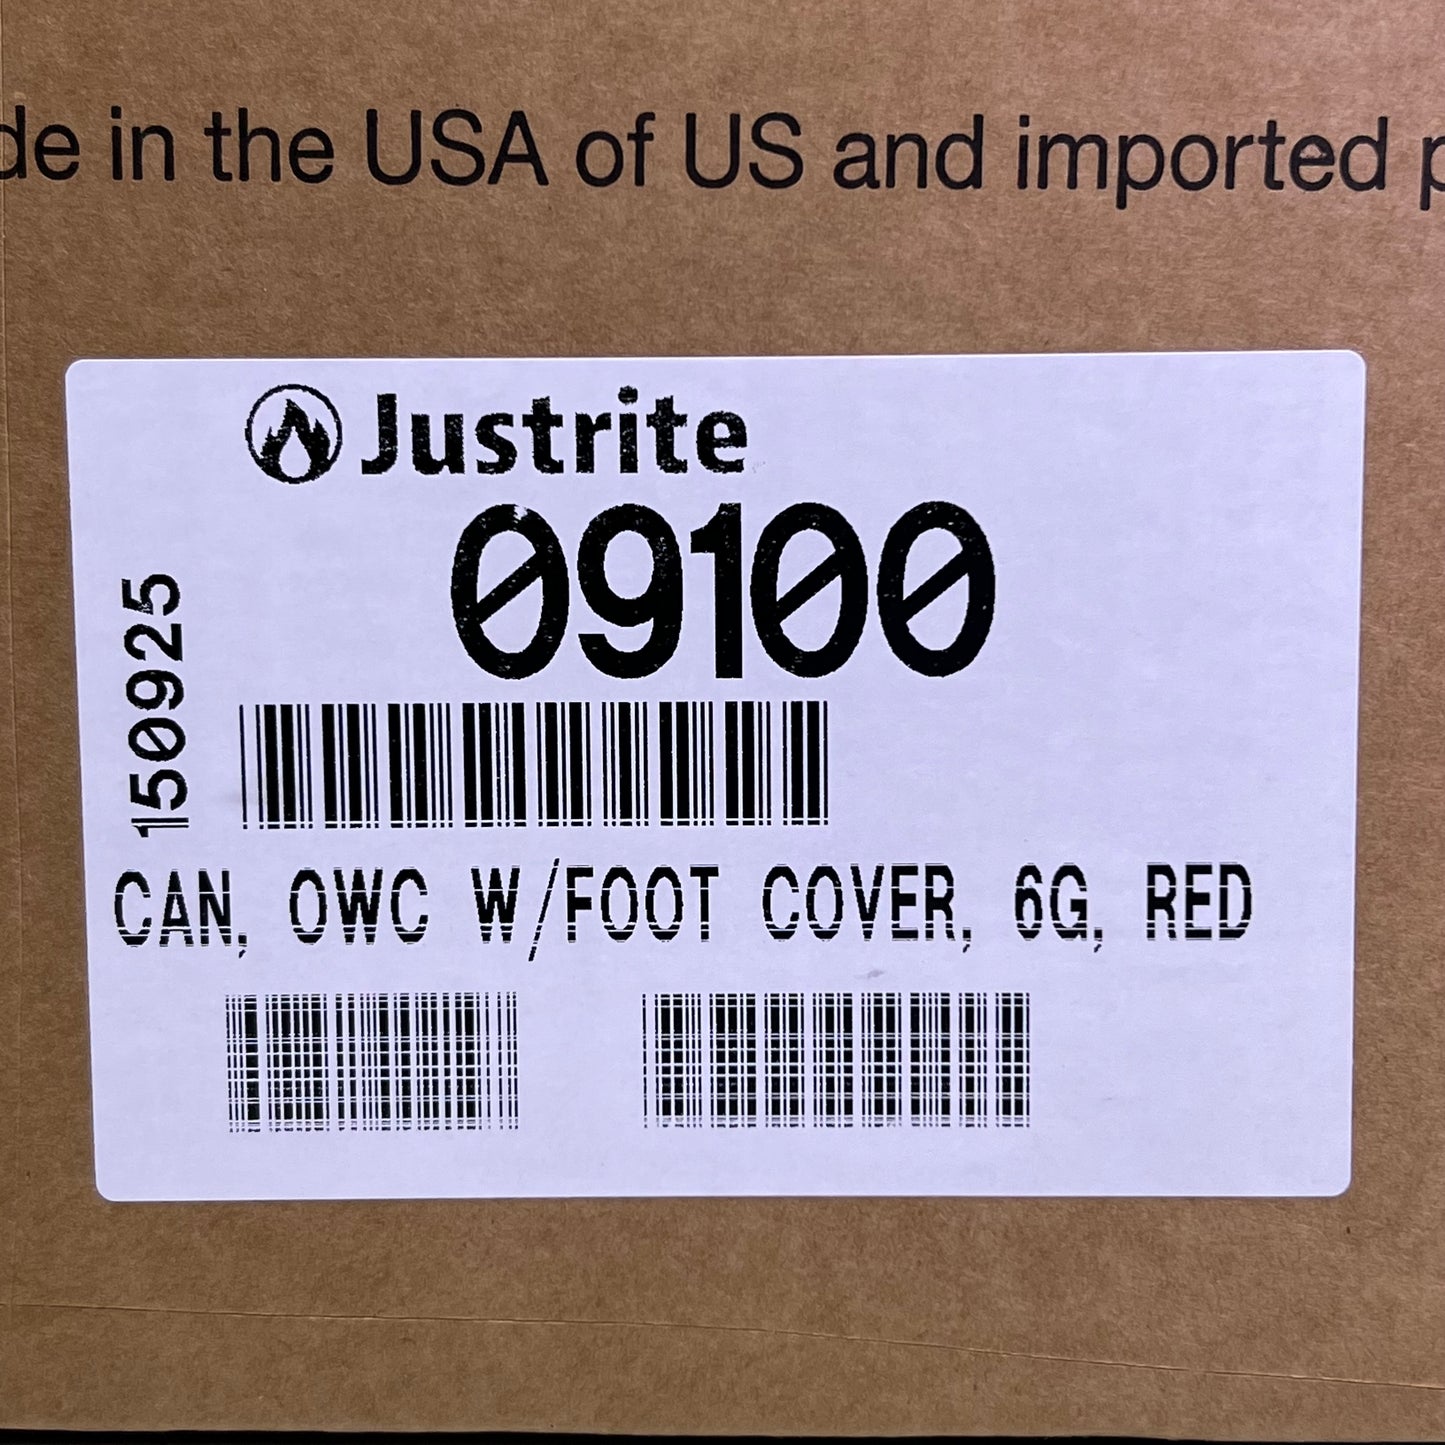 de in the USA of US and imported p
Justrite
09100
150925
CAN, OWC W/FOOT COVER, 6G, RED